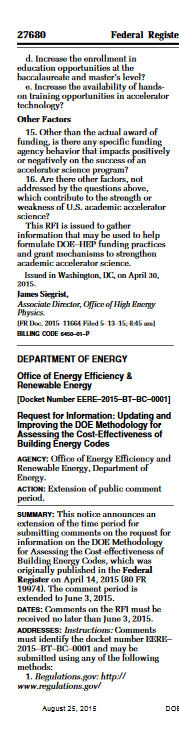 27680 Federal Registe
d. Increase the enrollment in
education opportunities at the
baccalaureate and master's level?
e. Increase the availability of hands-
on training opportunities in accelerator
technology?
Other Factors
15. Other than the actual award of
funding, is there any specific funding
agency behavior that impacts positively
or negatively on the success of an
accelerator science program?
16. Are there other factors, not
addressed by the questions above,
which contribute to the strength or
weakness of U.S. academic accelerator
science?
This RFI is issued to gather
information that may be used to help
formulate DOE–HEP funding practices
and grant mechanisms to strengthen
academic accelerator science.
Issued in Washington, DC, on April 30,
2015.
James Siegrist,
Associate Director, Office of High Energy
Physics.
[FR Doc. 2015–11664 Filed 5–13–15; 8:45 am]
BILLING CODE 6450–01–P
DEPARTMENT OF ENERGY
Office of Energy Efficiency &
Renewable Energy
[Docket Number EERE–2015–BT–BC–0001]
Request for Information: Updating and
Improving the DOE Methodology for
Assessing the Cost-Effectiveness of
Building Energy Codes
AGENCY: Office of Energy Efficiency and
Renewable Energy, Department of
Energy.
ACTION: Extension of public comment
period.
SUMMARY: This notice announces an
extension of the time period for
submitting comments on the request for
information on the DOE Methodology
for Assessing the Cost-effectiveness of
Building Energy Codes, which was
originally published in the Federal
Register on April 14, 2015 (80 FR
19974). The comment period is
extended to June 3, 2015.
DATES: Comments on the RFI must be
received no later than June 3, 2015.
ADDRESSES: Instructions: Comments
must and may be
must identify the docket number EERE–
2015–BT–BC–0001 and may be
submitted using any of the following
methods:
1. Regulations.gov: http://
www.regulations.gov/
August 25, 2015 DOE